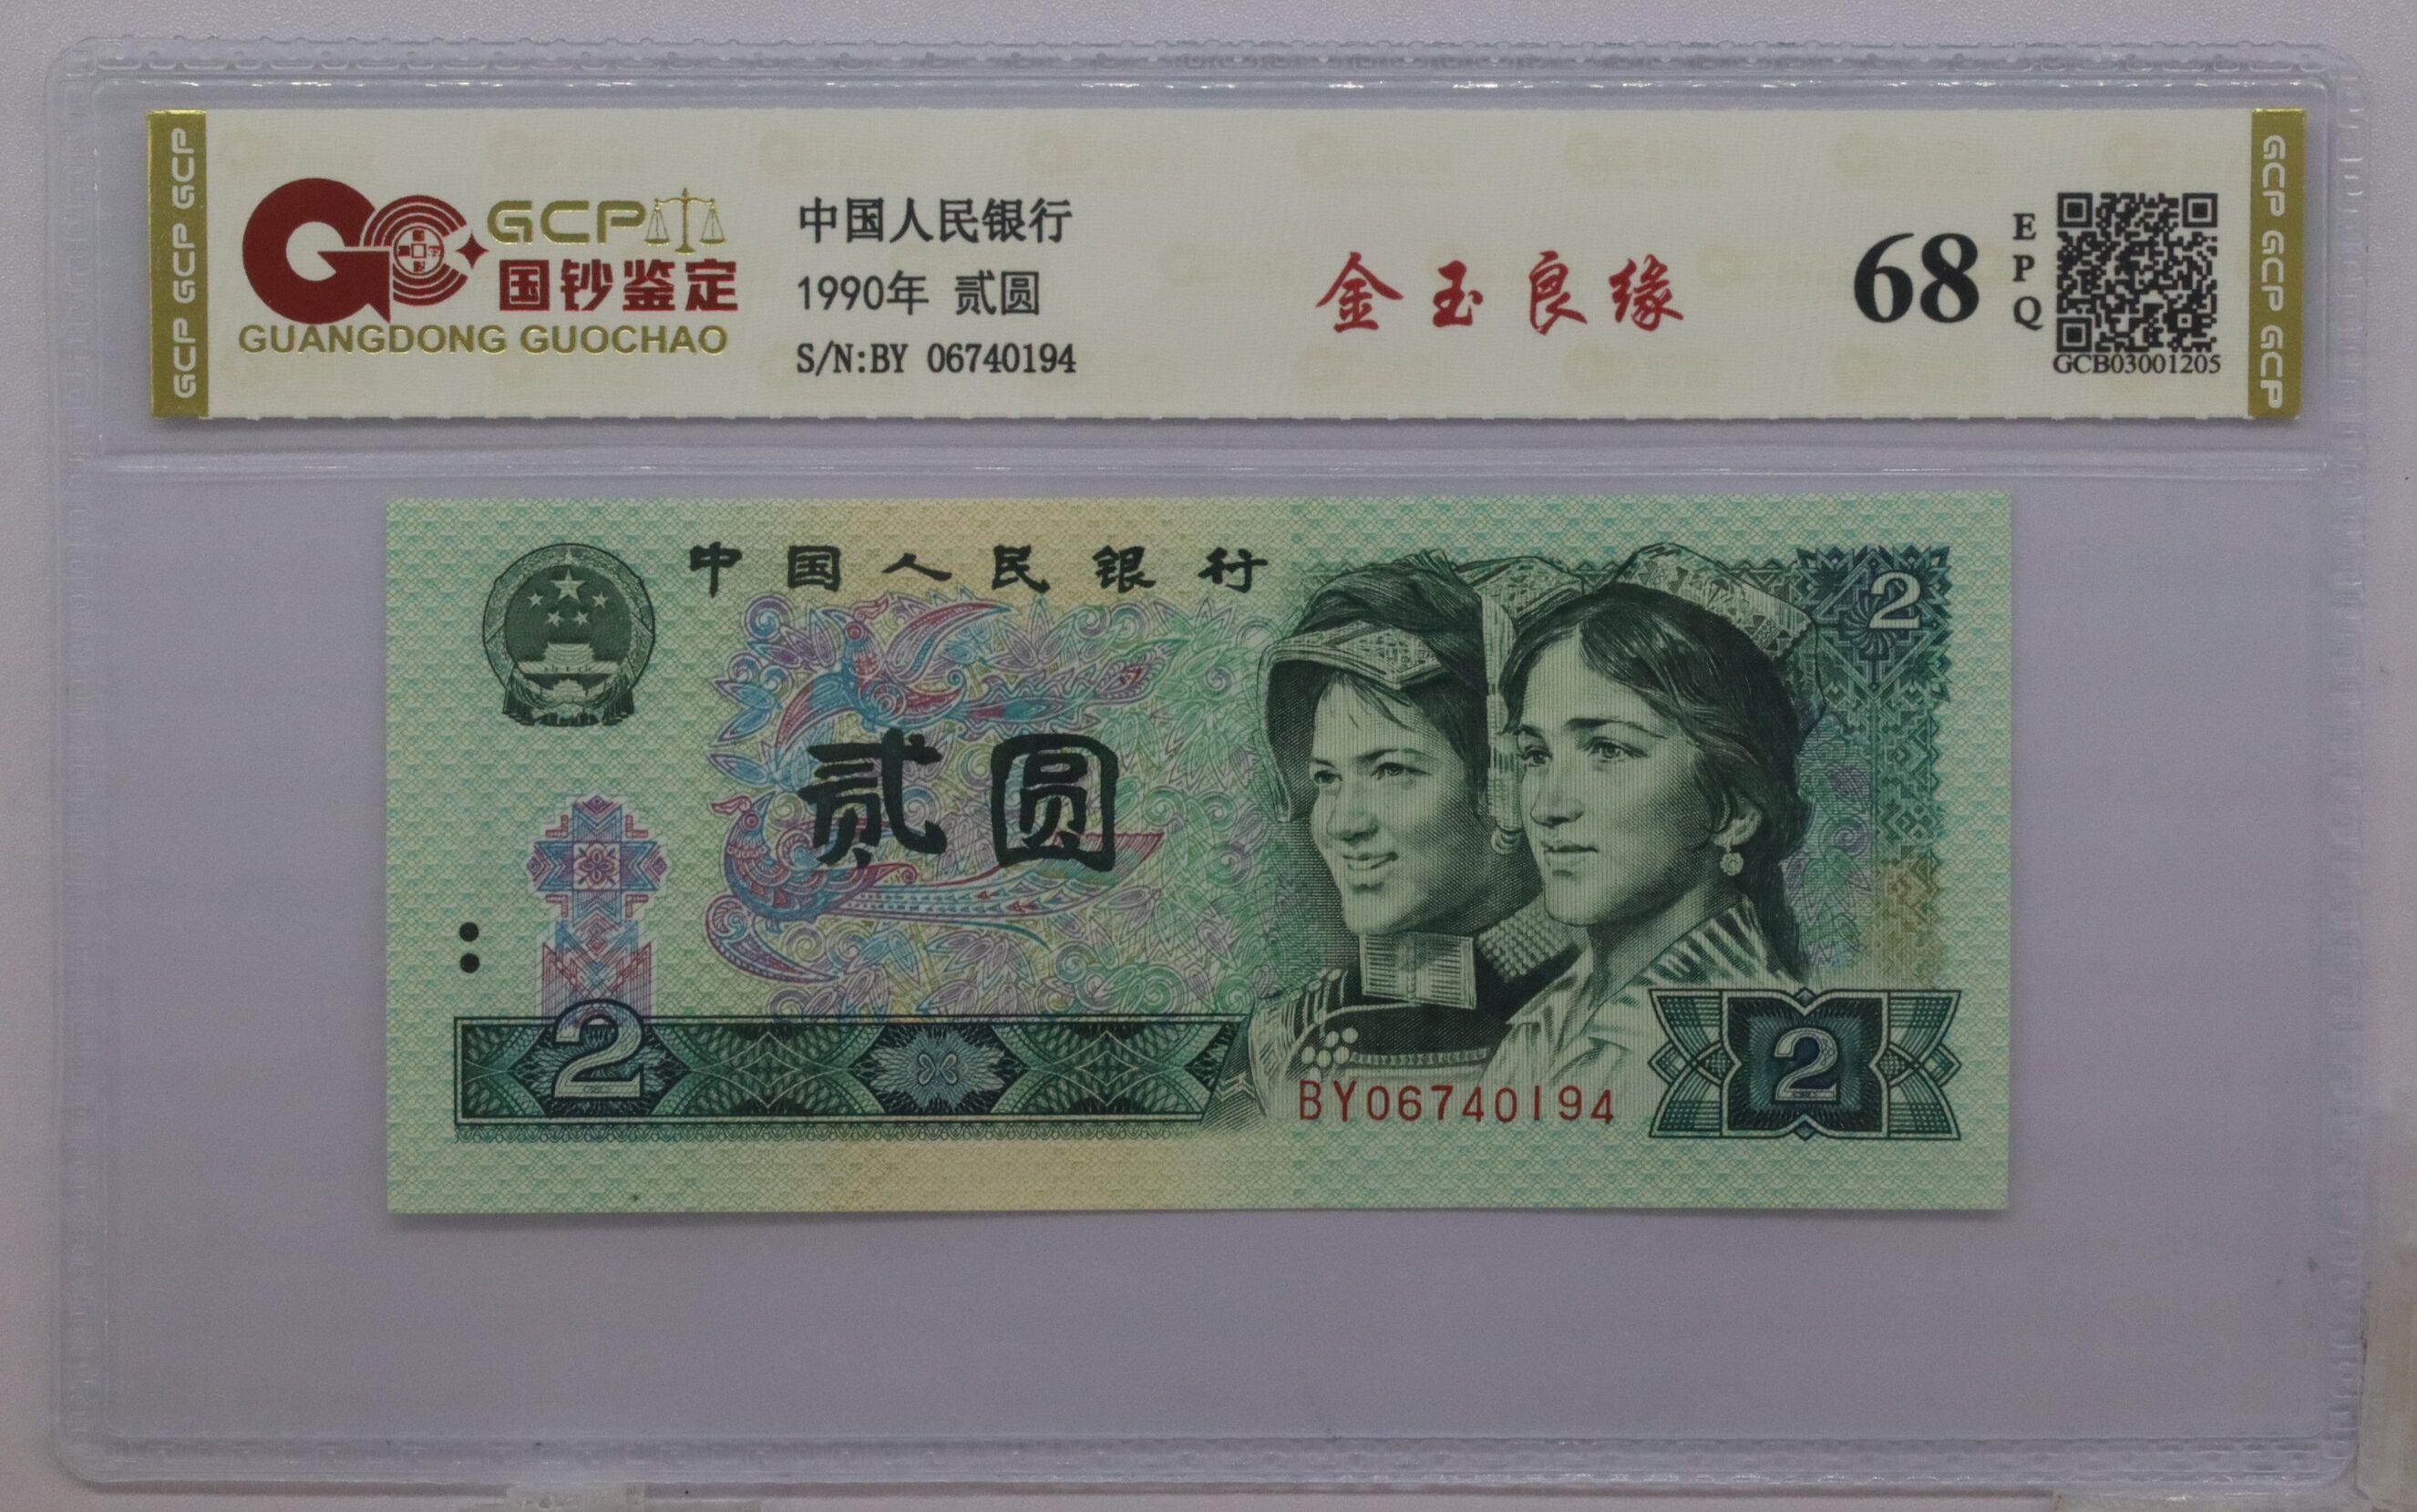 GCP GCP GCP
GCP
国钞鉴定
GUANGDONG GUOCHAO
中国人民银行
1990年 贰圆
S/N:BY 06740194
金玉良缘
68
EPQ
GCB03001205
GCP GCP GCP
中国人民银行
2
贰圆
2
2
BY06740194